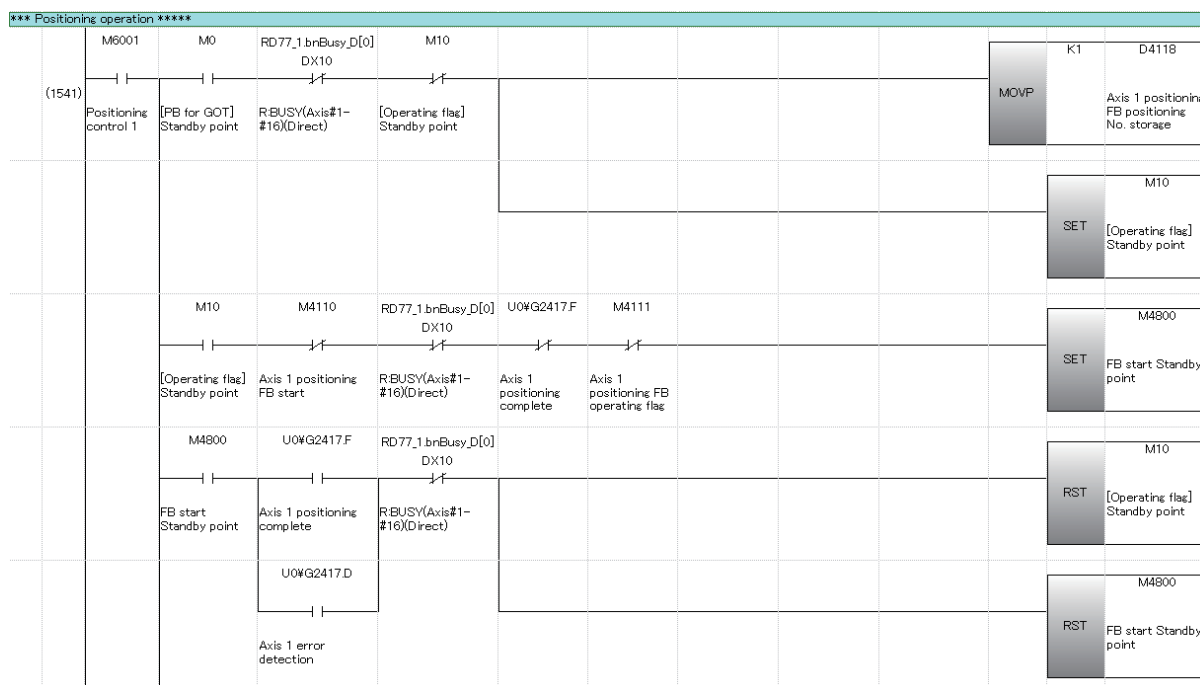 *** Positioning operation *****
(1541)
M6001
Positioning
control 1
M0
[PB for GOT]
Standby point
RD77_1.bnBusy_D[0]
DX10
R:BUSY(Axis#1-
#16)(Direct)
M10
[Operating flag]
Standby point
MOVP
K1
D4118
Axis 1 positioning
FB positioning
No. storage
SET
M10
[Operating flag]
Standby point
M10
[Operating flag]
Standby point
M4110
Axis 1 positioning
FB start
RD77_1.bnBusy_D[0]
DX10
R:BUSY(Axis#1-
#16)(Direct)
U0¥G2417.F
Axis 1
positioning
complete
M4111
Axis 1
positioning FB
operating flag
SET
M4800
FB start Standby
point
M4800
FB start
Standby point
U0¥G2417.F
Axis 1 positioning
complete
RD77_1.bnBusy_D[0]
DX10
R:BUSY(Axis#1-
#16)(Direct)
RST
M10
[Operating flag]
Standby point
U0¥G2417.D
Axis 1 error
detection
RST
M4800
FB start Standby
point